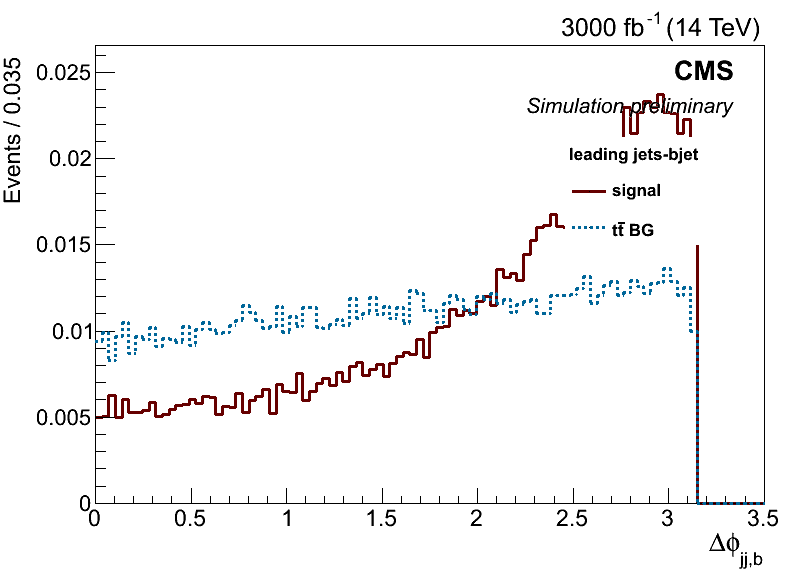 3000 fb⁻¹ (14 TeV)
CMS
Simulation preliminary
leading jets-bjet
signal
tt̄ BG
Events / 0.035
0.025
0.02
0.015
0.01
0.005
0
0 0.5 1 1.5 2 2.5 3 3.5
Δϕjj,b